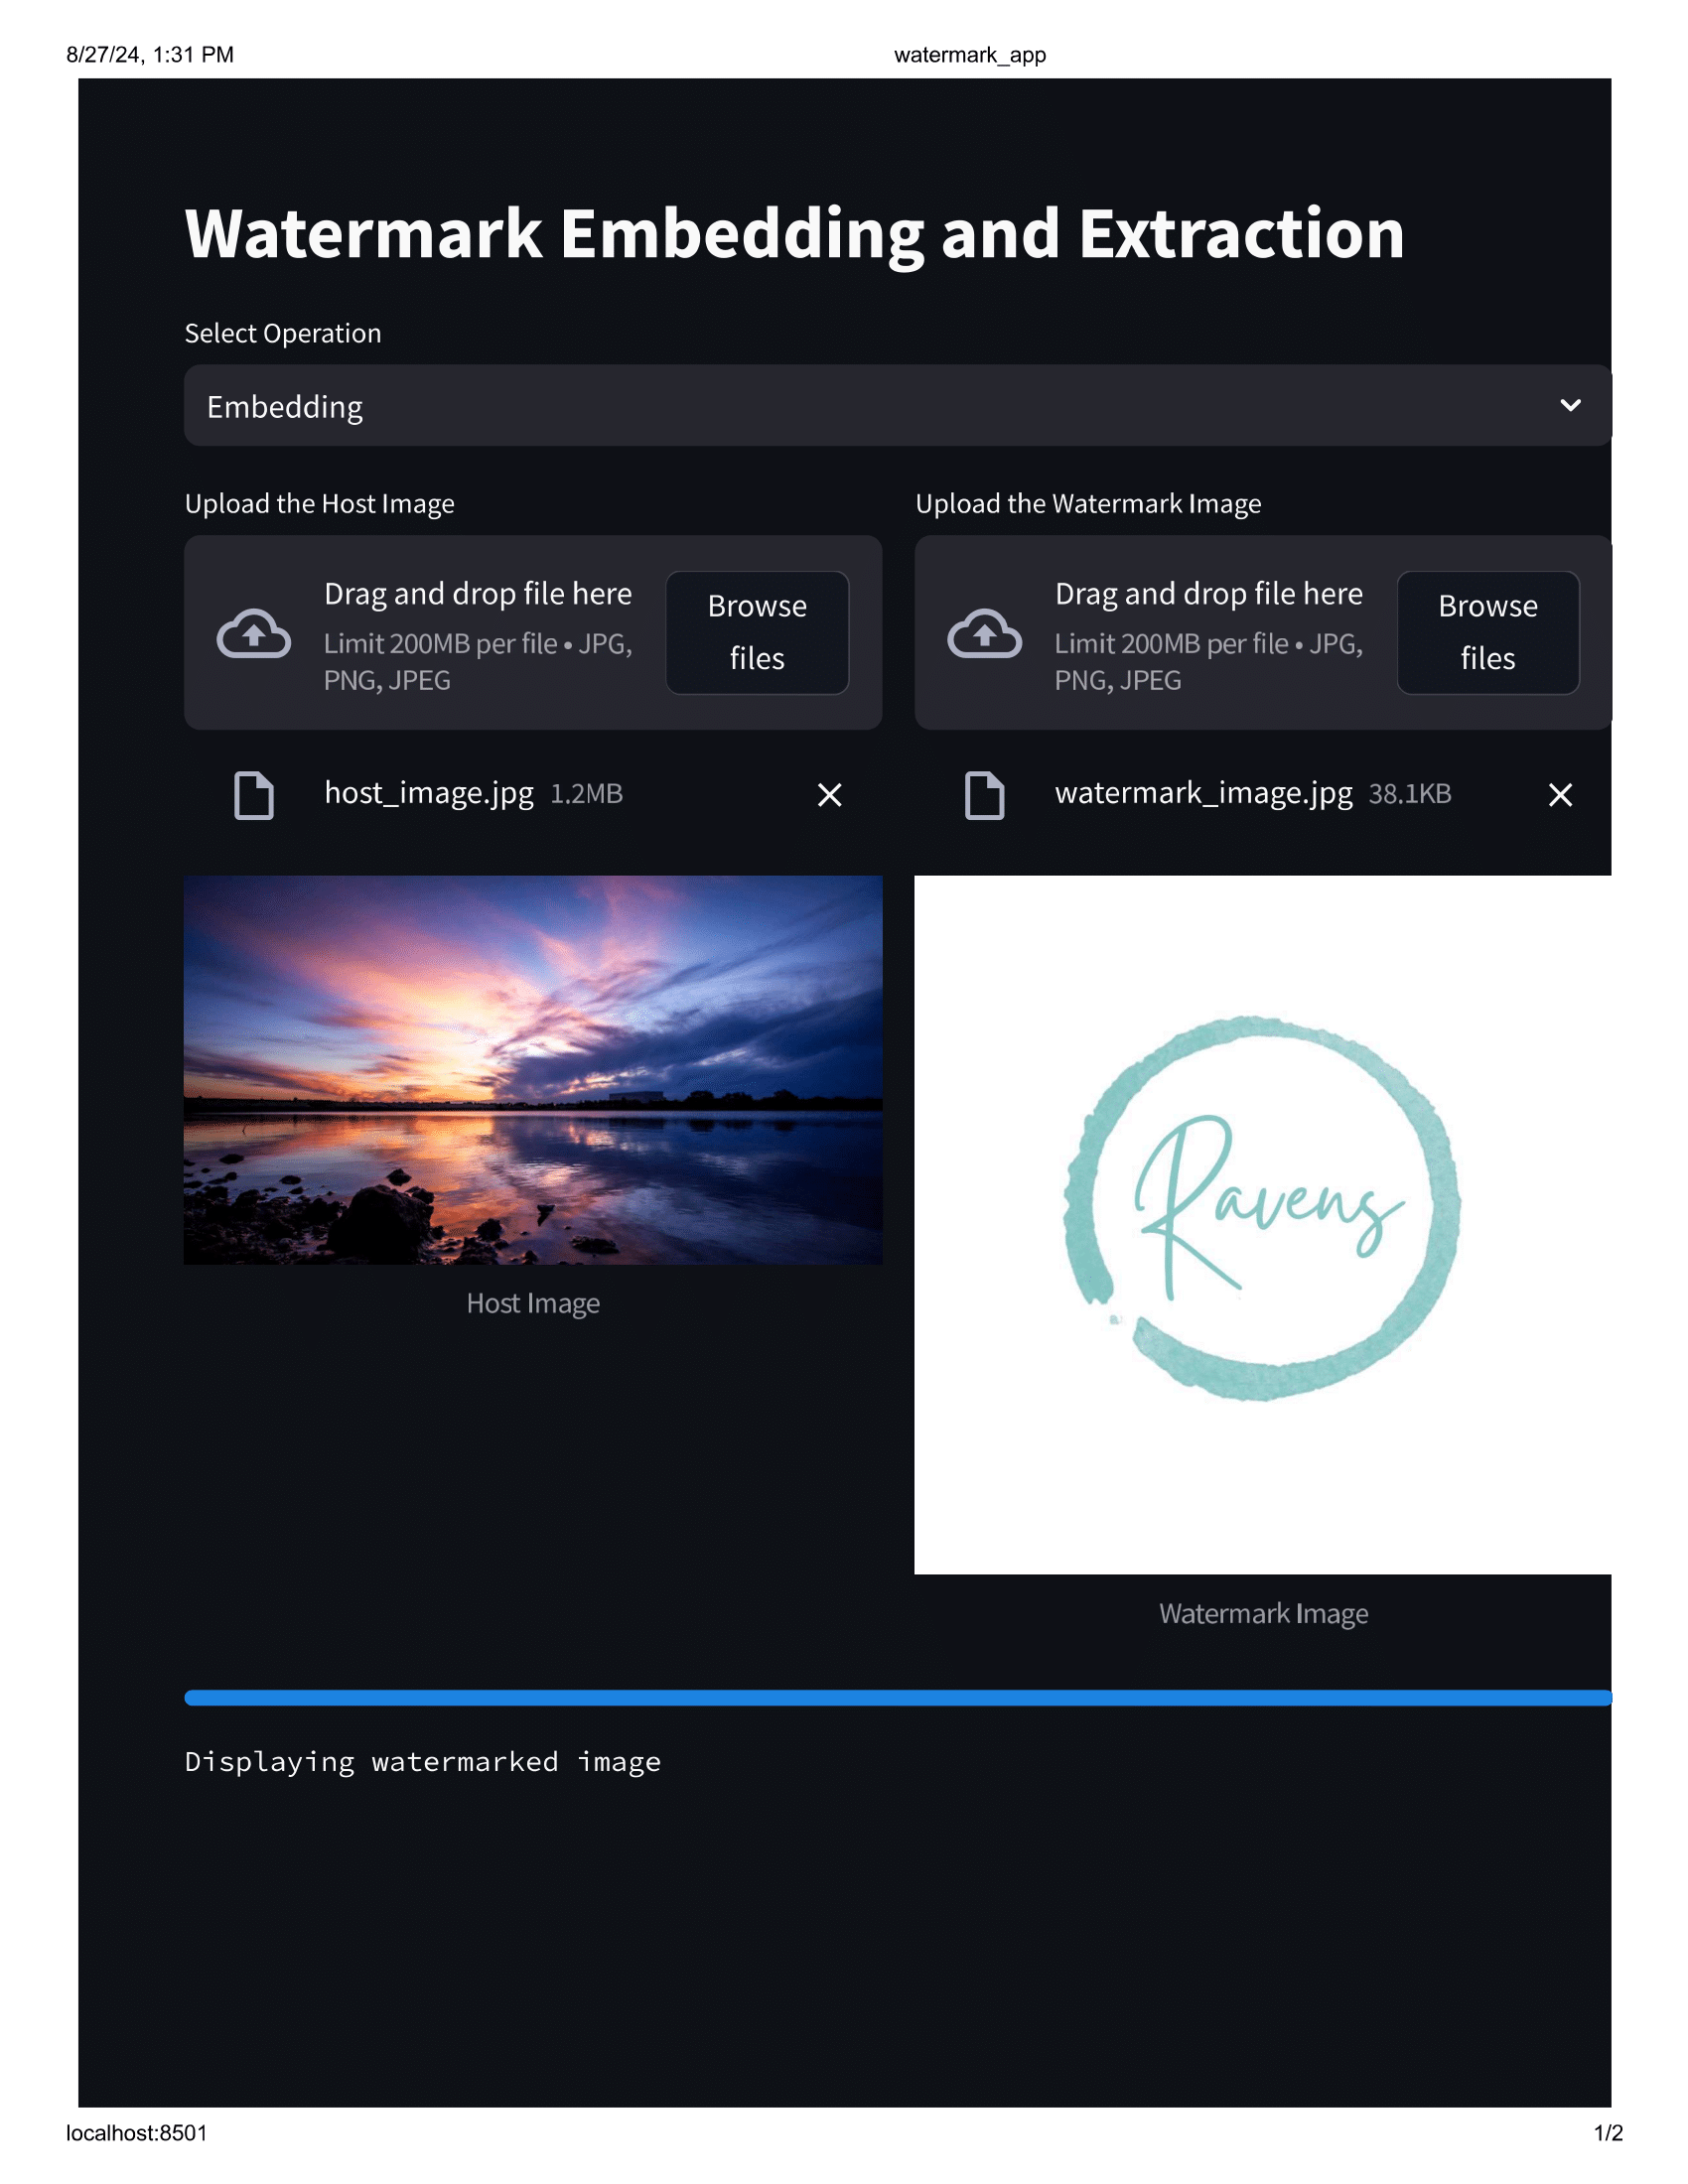 8/27/24, 1:31 PM
watermark_app
Watermark Embedding and Extraction
Select Operation
Embedding
Upload the Host Image
Drag and drop file here
Limit 200MB per file • JPG,
PNG, JPEG
Browse
files
host_image.jpg 1.2MB
Host Image
Upload the Watermark Image
Drag and drop file here
Limit 200MB per file • JPG,
PNG, JPEG
Browse
files
watermark_image.jpg 38.1KB
Ravens
Watermark Image
Displaying watermarked image
localhost:8501
1/2